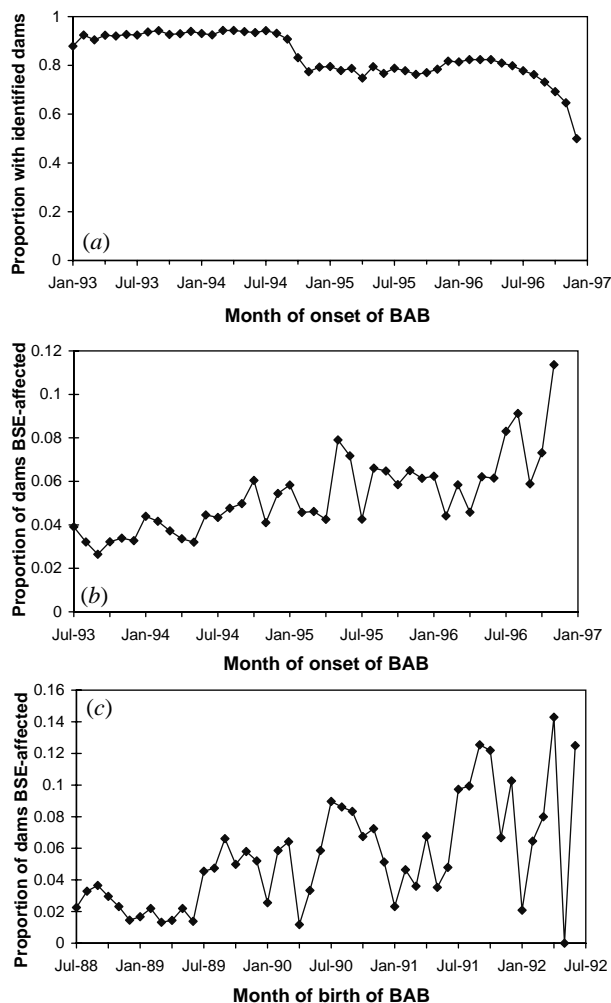 Proportion with identified dams
1
0.8
0.6
0.4
0.2
0
(a)
Jan-93 Jul-93 Jan-94 Jul-94 Jan-95 Jul-95 Jan-96 Jul-96 Jan-97
Month of onset of BAB
Proportion of dams BSE-affected
0.12
0.1
0.08
0.06
0.04
0.02
0
(b)
Jul-93 Jan-94 Jul-94 Jan-95 Jul-95 Jan-96 Jul-96 Jan-97
Month of onset of BAB
Proportion of dams BSE-affected
0.16
(c)
0.14
0.12
0.1
0.08
0.06
0.04
0.02
0
Jul-88 Jan-89 Jul-89 Jan-90 Jul-90 Jan-91 Jul-91 Jan-92 Jul-92
Month of birth of BAB